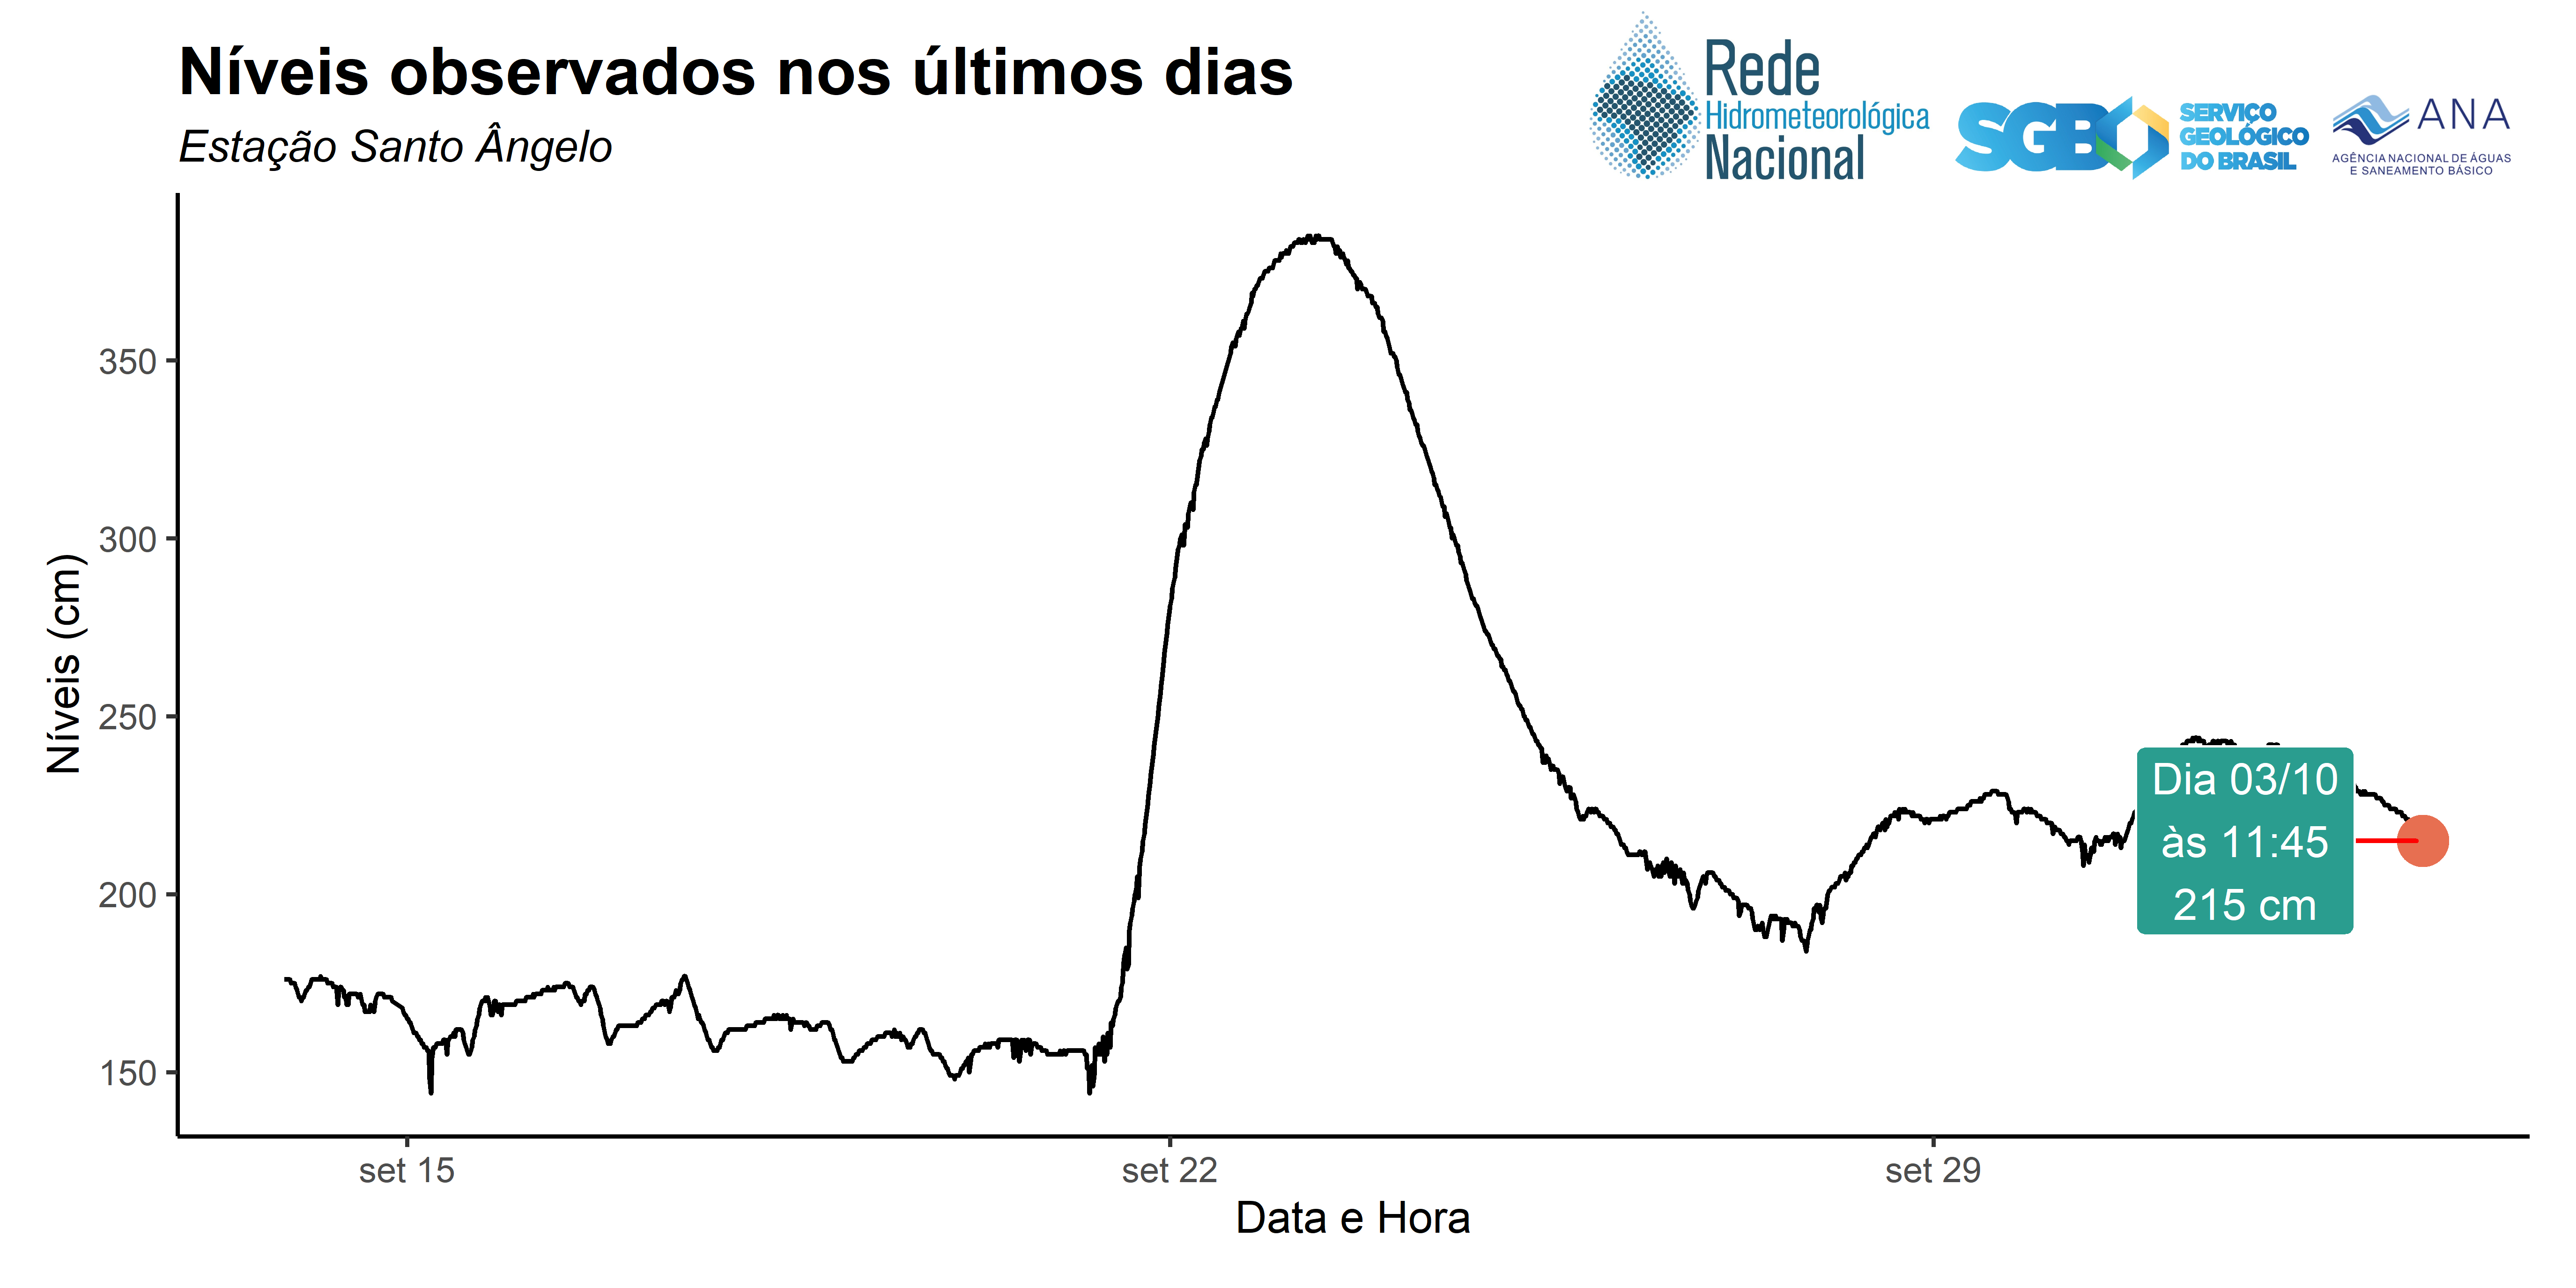 Níveis observados nos últimos dias
Estação Santo Ângelo
Rede
Hidrometeorológica
Nacional
SGB
SERVIÇO
GEOLÓGICO
DO BRASIL
ANA
AGÊNCIA NACIONAL DE ÁGUAS
E SANEAMENTO BÁSICO
Níveis (cm)
350
300
250
200
150
Dia 03/10
às 11:45
215 cm
set 15
set 22
set 29
Data e Hora